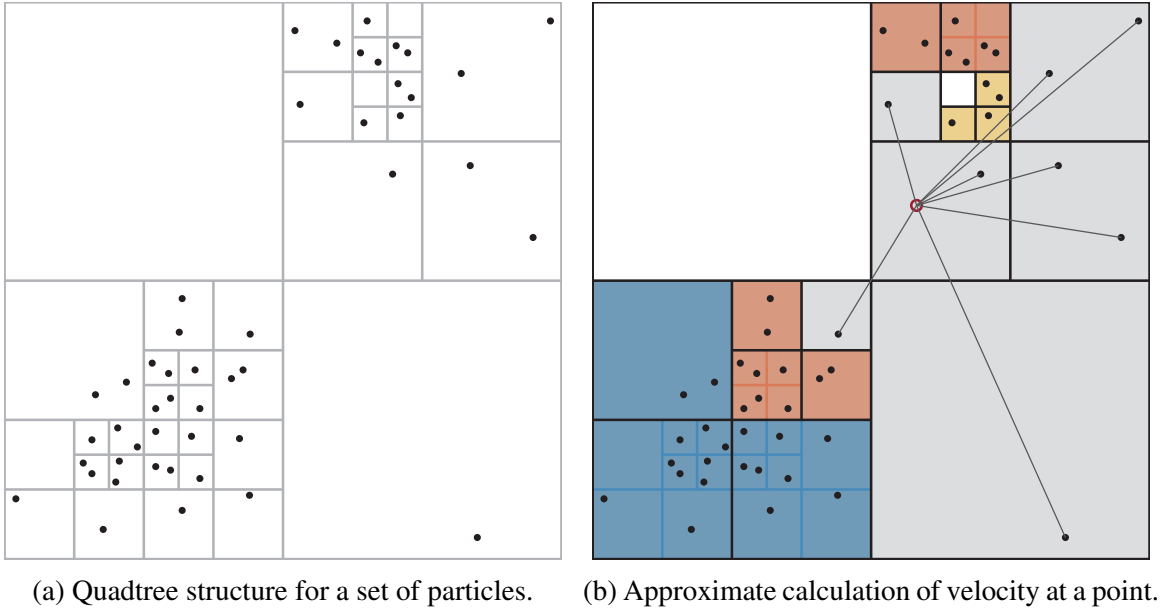 (a) Quadtree structure for a set of particles.
(b) Approximate calculation of velocity at a point.